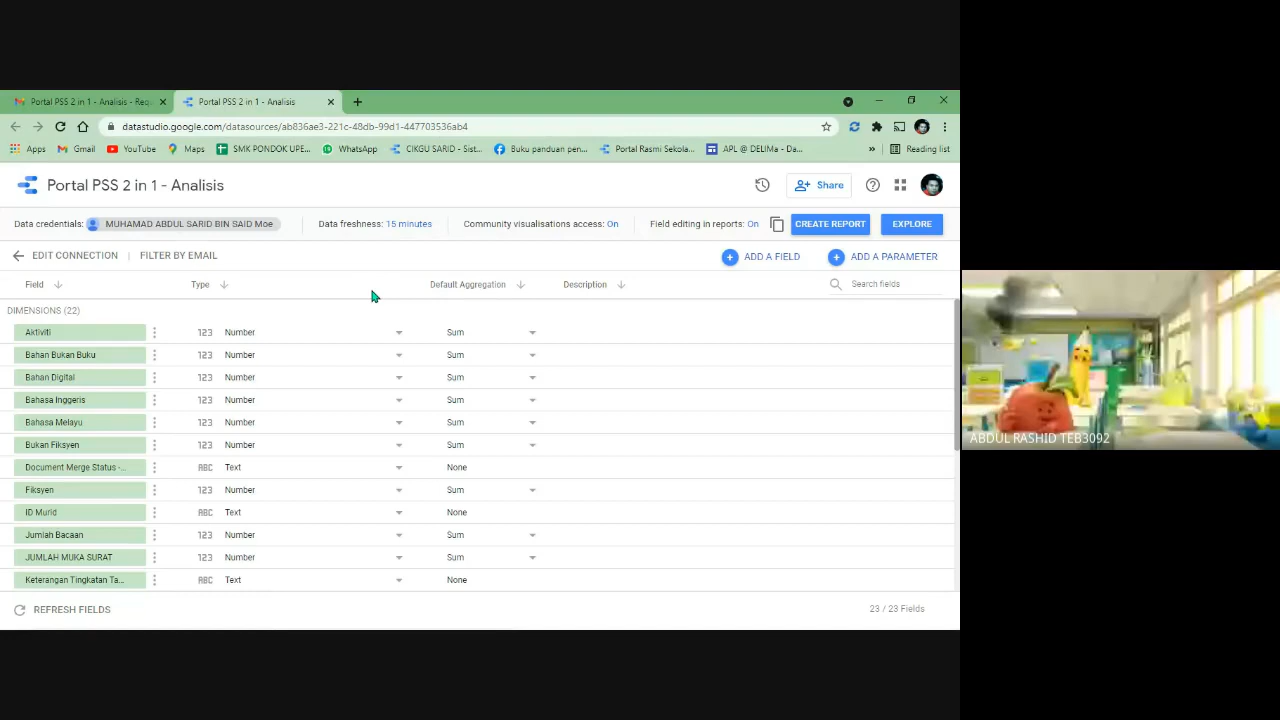 Portal PSS 2 in 1 - Analisis - Req
Portal PSS 2 in 1 - Analisis
datastudio.google.com/datasources/ab836ae3-221c-48db-99d1-447703536ab4
Apps Gmail YouTube Maps SMK PONDOK UPE... WhatsApp CIKGU SARID - Sist... Buku panduan pen... Portal Rasmi Sekola... APL @ DELIMa - Da... » Reading list
Portal PSS 2 in 1 - Analisis
Share
Data credentials: MUHAMAD ABDUL SARID BIN SAID Moe Data freshness: 15 minutes Community visualisations access: On Field editing in reports: On CREATE REPORT EXPLORE
EDIT CONNECTION | FILTER BY EMAIL ADD A FIELD ADD A PARAMETER
Field Type Default Aggregation Description Search fields
DIMENSIONS (22)
Aktiviti 123 Number Sum
Bahan Bukan Buku 123 Number Sum
Bahan Digital 123 Number Sum
Bahasa Inggeris 123 Number Sum
Bahasa Melayu 123 Number Sum
Bukan Fiksyen 123 Number Sum
Document Merge Status -... ABC Text None
Fiksyen 123 Number Sum
ID Murid ABC Text None
Jumlah Bacaan 123 Number Sum
JUMLAH MUKA SURAT 123 Number Sum
Keterangan Tingkatan Ta... ABC Text None
REFRESH FIELDS 23 / 23 Fields
ABDUL RASHID TEB3092